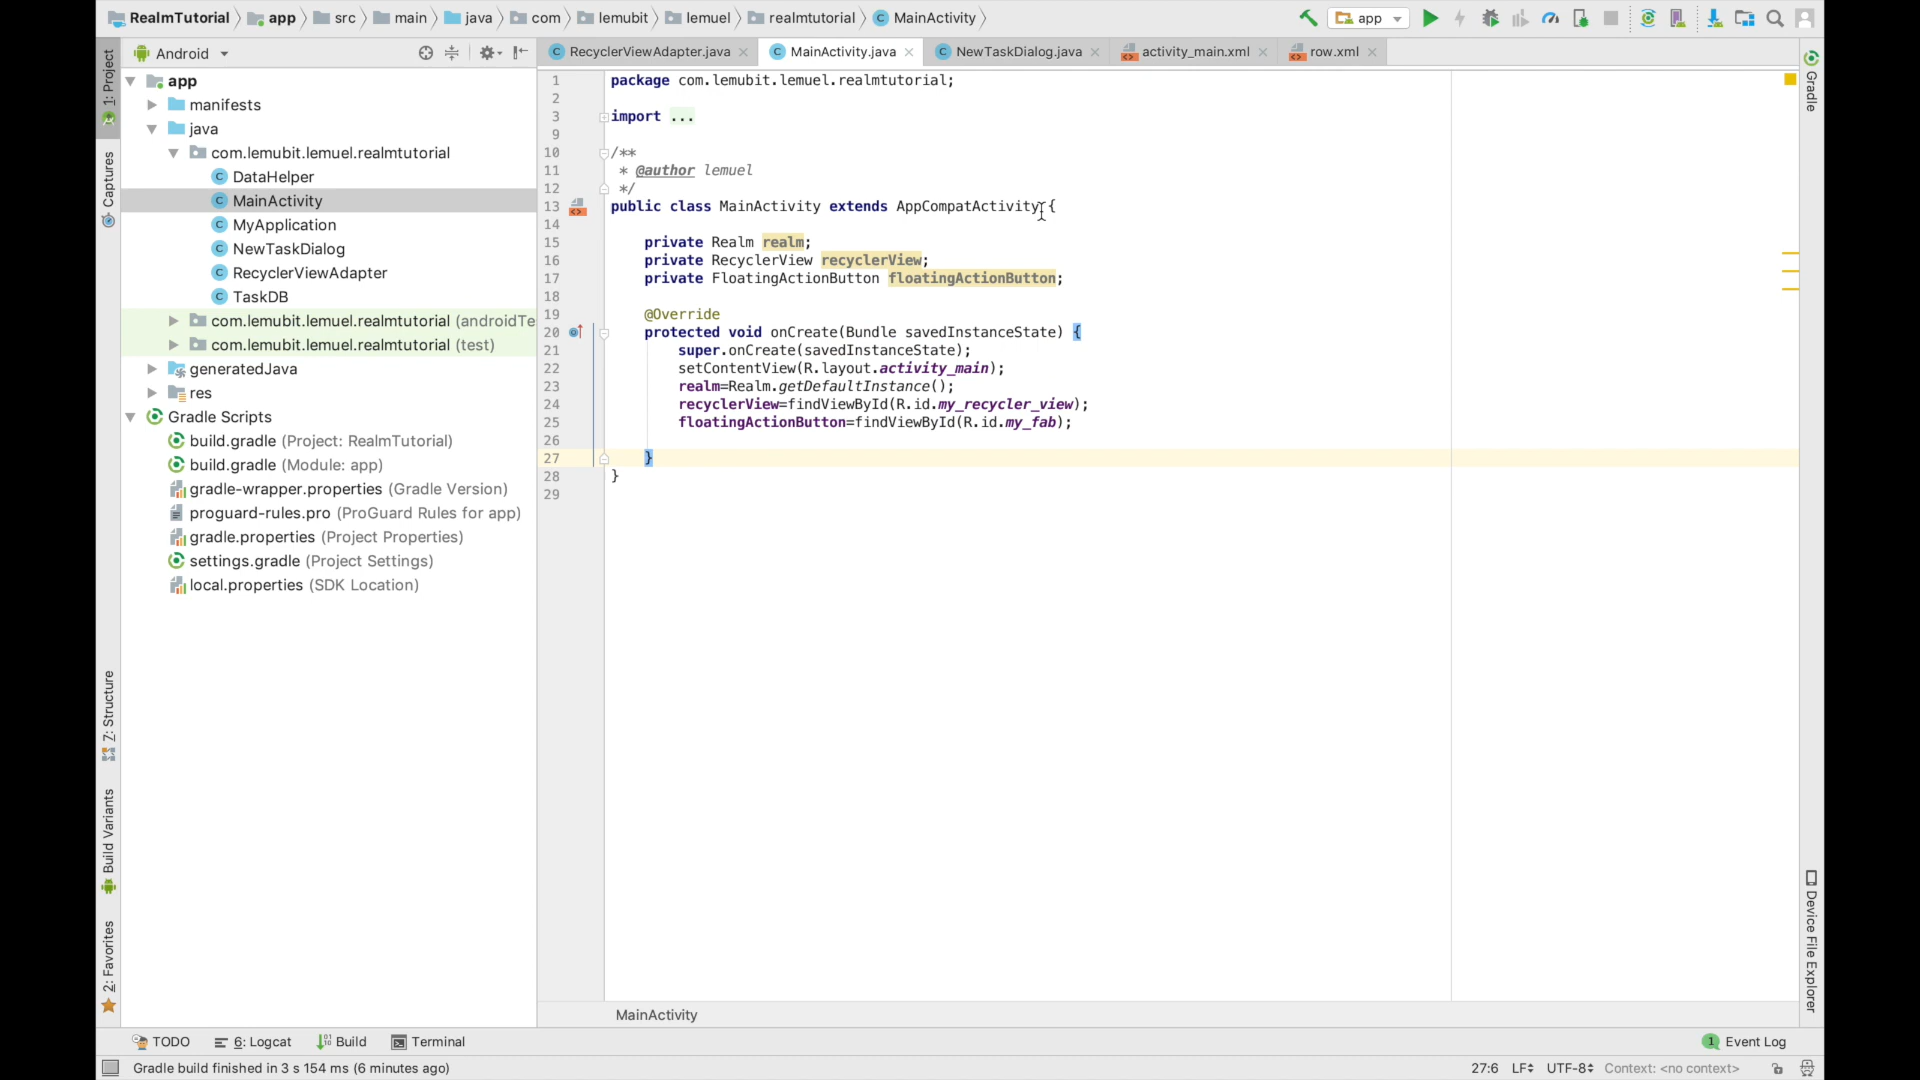 RealmTutorial app src main java com lemubit lemuel realmtutorial MainActivity app
Android
RecyclerViewAdapter.java MainActivity.java NewTaskDialog.java activity_main.xml row.xml
1: Project
Captures
Z: Structure
Build Variants
2: Favorites
app
manifests
java
com.lemubit.lemuel.realmtutorial
DataHelper
MainActivity
MyApplication
NewTaskDialog
RecyclerViewAdapter
TaskDB
com.lemubit.lemuel.realmtutorial (androidTe
com.lemubit.lemuel.realmtutorial (test)
generatedJava
res
Gradle Scripts
build.gradle (Project: RealmTutorial)
build.gradle (Module: app)
gradle-wrapper.properties (Gradle Version)
proguard-rules.pro (ProGuard Rules for app)
gradle.properties (Project Properties)
settings.gradle (Project Settings)
local.properties (SDK Location)
1 package com.lemubit.lemuel.realmtutorial;
2
3 import ...
9
10 /**
11 * @author lemuel
12 */
13 public class MainActivity extends AppCompatActivity {
14
15 private Realm realm;
16 private RecyclerView recyclerView;
17 private FloatingActionButton floatingActionButton;
18
19 @Override
20 protected void onCreate(Bundle savedInstanceState) {
21 super.onCreate(savedInstanceState);
22 setContentView(R.layout.activity_main);
23 realm=Realm.getDefaultInstance();
24 recyclerView=findViewById(R.id.my_recycler_view);
25 floatingActionButton=findViewById(R.id.my_fab);
26
27 }
28 }
29
MainActivity
Gradle
Device File Explorer
TODO 6: Logcat Build Terminal 1 Event Log
Gradle build finished in 3 s 154 ms (6 minutes ago) 27:6 LF UTF-8 Context: <no context>